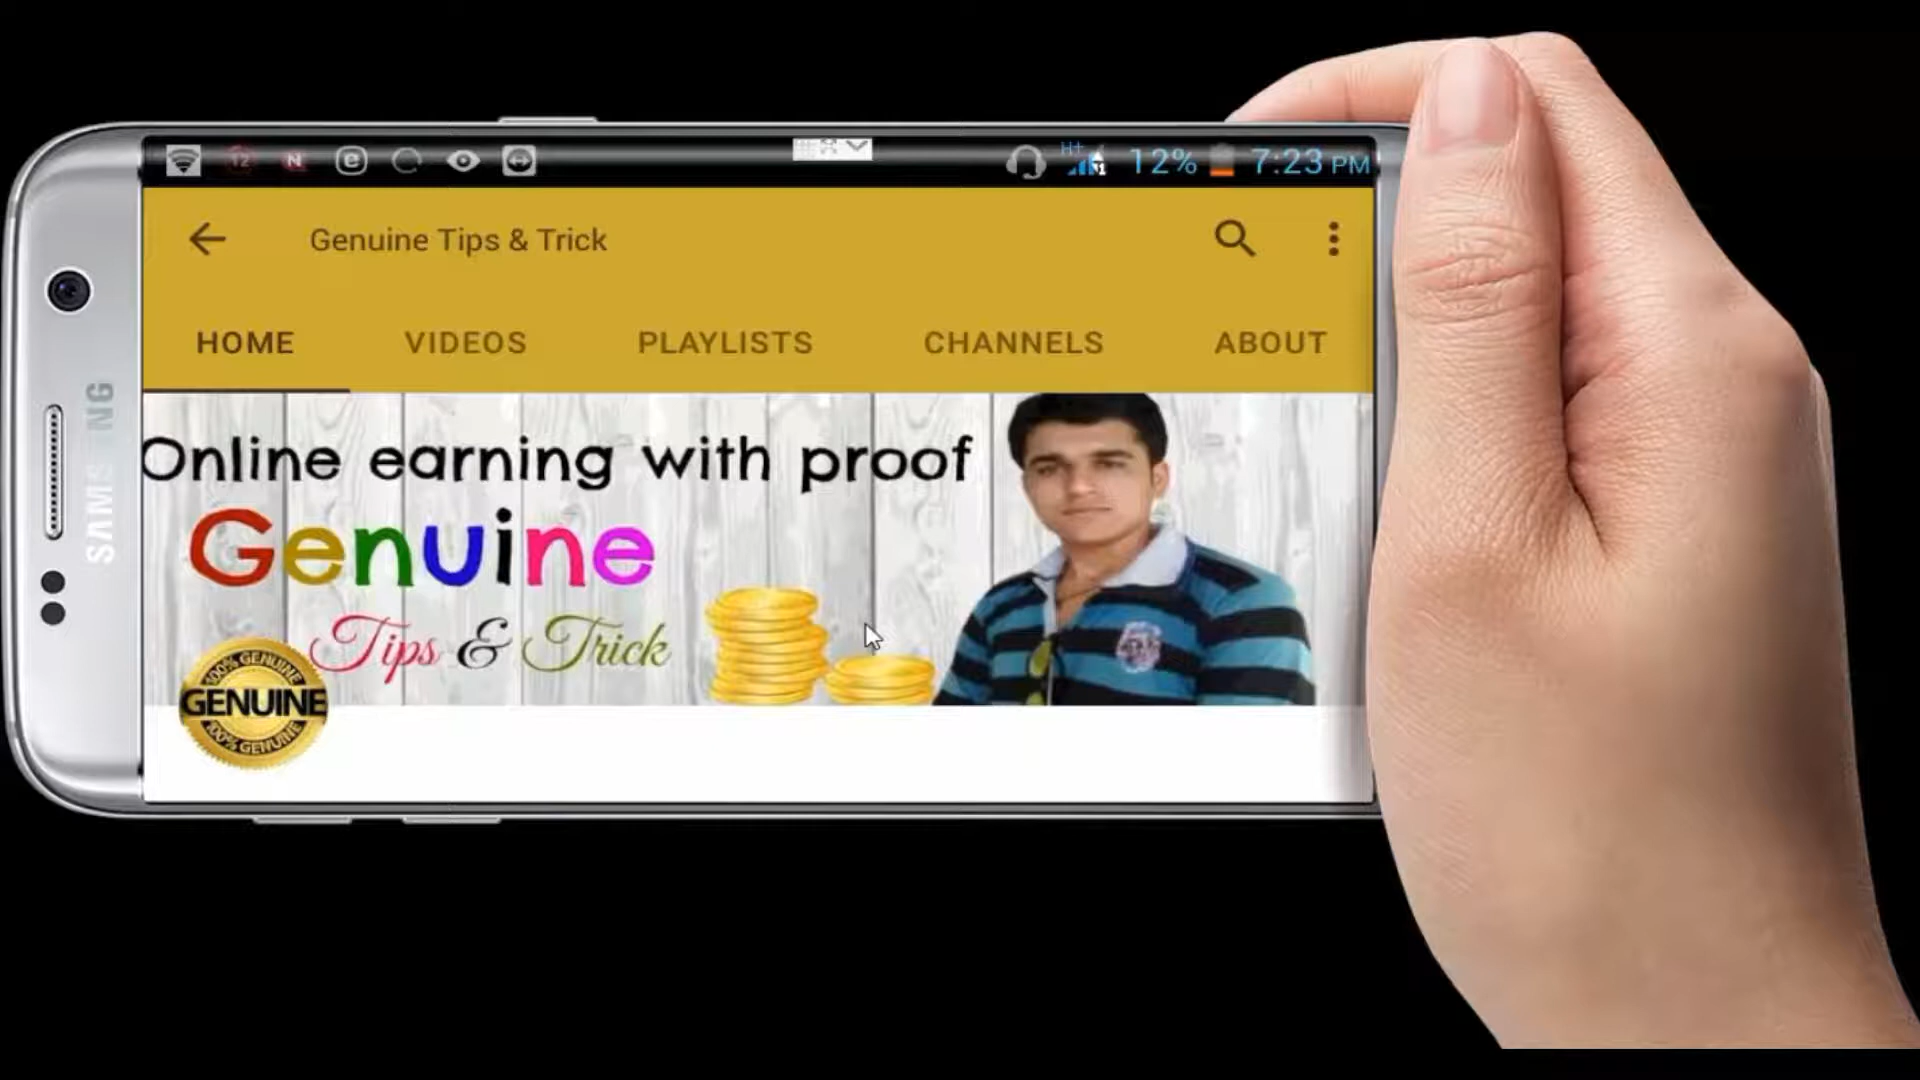 12% 7:23 PM
Genuine Tips & Trick
HOME VIDEOS PLAYLISTS CHANNELS ABOUT
Online earning with proof
Genuine
Tips & Trick
100% GENUINE
GENUINE
100% GENUINE
SAMSUNG